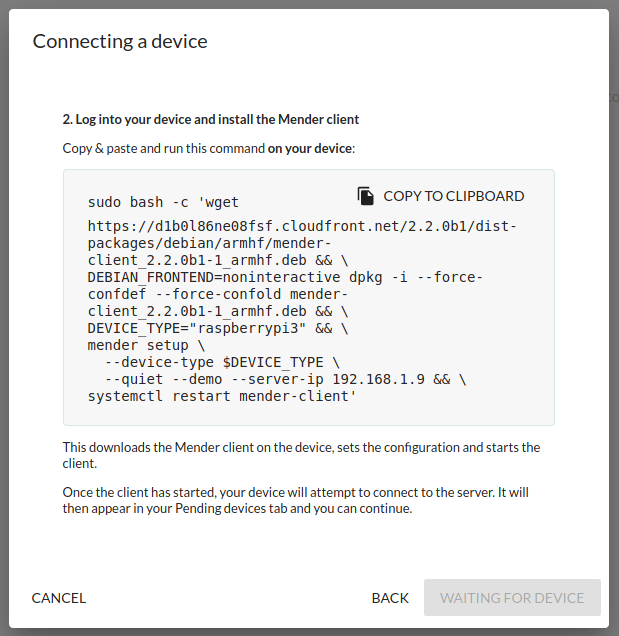 Connecting a device
2. Log into your device and install the Mender client
Copy & paste and run this command on your device:
COPY TO CLIPBOARD
sudo bash -c 'wget
https://d1b0l86ne08fsf.cloudfront.net/2.2.0b1/dist-
packages/debian/armhf/mender-
client_2.2.0b1-1_armhf.deb && \
DEBIAN_FRONTEND=noninteractive dpkg -i --force-
confdef --force-confold mender-
client_2.2.0b1-1_armhf.deb && \
DEVICE_TYPE="raspberrypi3" && \
mender setup \
  --device-type $DEVICE_TYPE \
  --quiet --demo --server-ip 192.168.1.9 && \
systemctl restart mender-client'
This downloads the Mender client on the device, sets the configuration and starts the
client.
Once the client has started, your device will attempt to connect to the server. It will
then appear in your Pending devices tab and you can continue.
CANCEL
BACK
WAITING FOR DEVICE